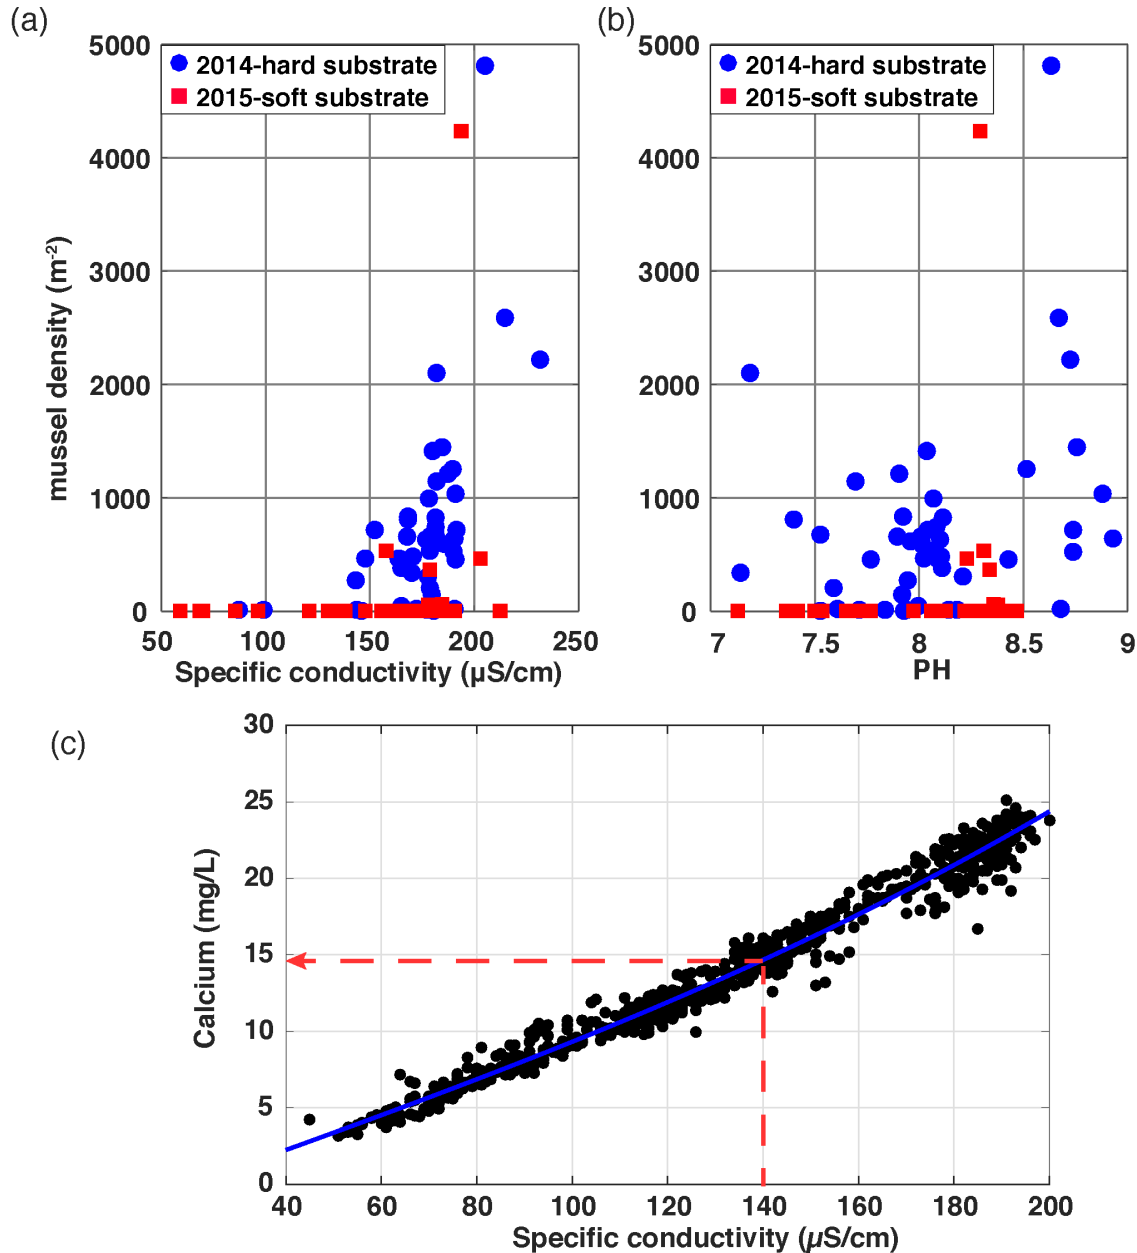 (a)
5000
4000
3000
2000
1000
0
mussel density (m-2)
2014-hard substrate
2015-soft substrate
50 100 150 200 250
Specific conductivity (µS/cm)
(b)
5000
4000
3000
2000
1000
0
2014-hard substrate
2015-soft substrate
7 7.5 8 8.5 9
PH
(c)
30
25
20
15
10
5
0
Calcium (mg/L)
40 60 80 100 120 140 160 180 200
Specific conductivity (µS/cm)